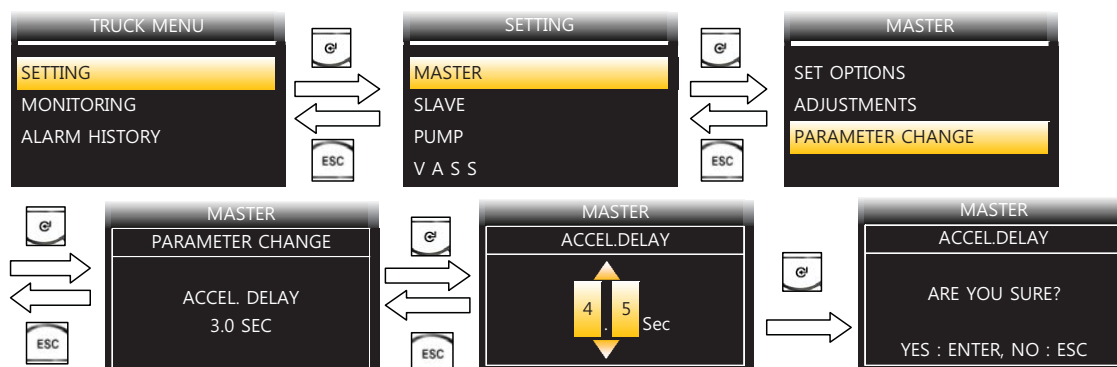 TRUCK MENU
SETTING
MONITORING
ALARM HISTORY
ESC
SETTING
MASTER
SLAVE
PUMP
V A S S
ESC
MASTER
SET OPTIONS
ADJUSTMENTS
PARAMETER CHANGE
ESC
MASTER
PARAMETER CHANGE
ACCEL. DELAY
3.0 SEC
ESC
MASTER
ACCEL.DELAY
4 . 5 Sec
MASTER
ACCEL.DELAY
ARE YOU SURE?
YES : ENTER, NO : ESC